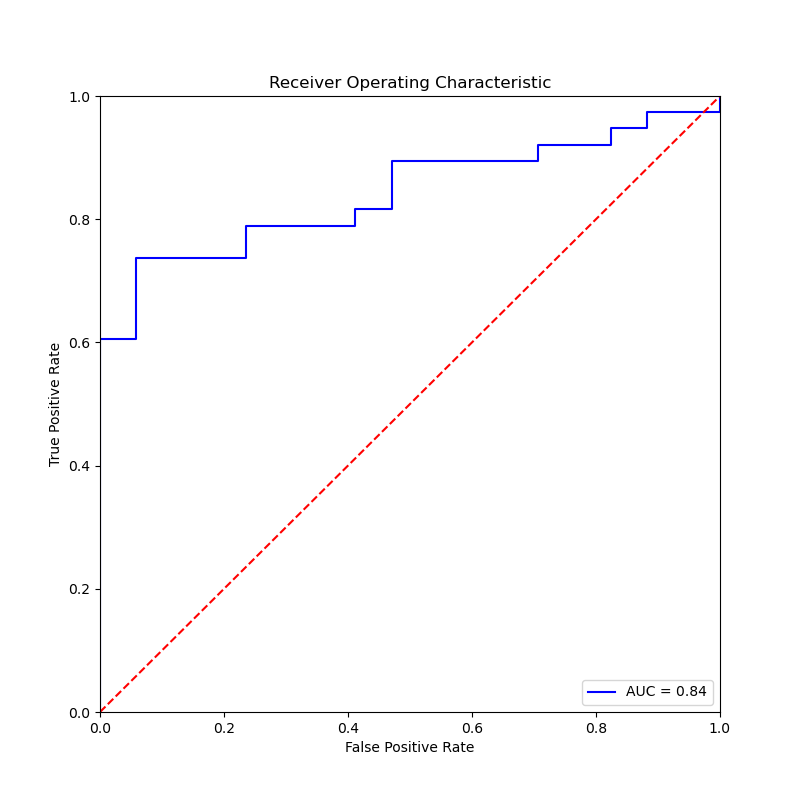 Receiver Operating Characteristic
1.0
0.8
0.6
0.4
0.2
0.0
True Positive Rate
AUC = 0.84
0.0 0.2 0.4 0.6 0.8 1.0
False Positive Rate